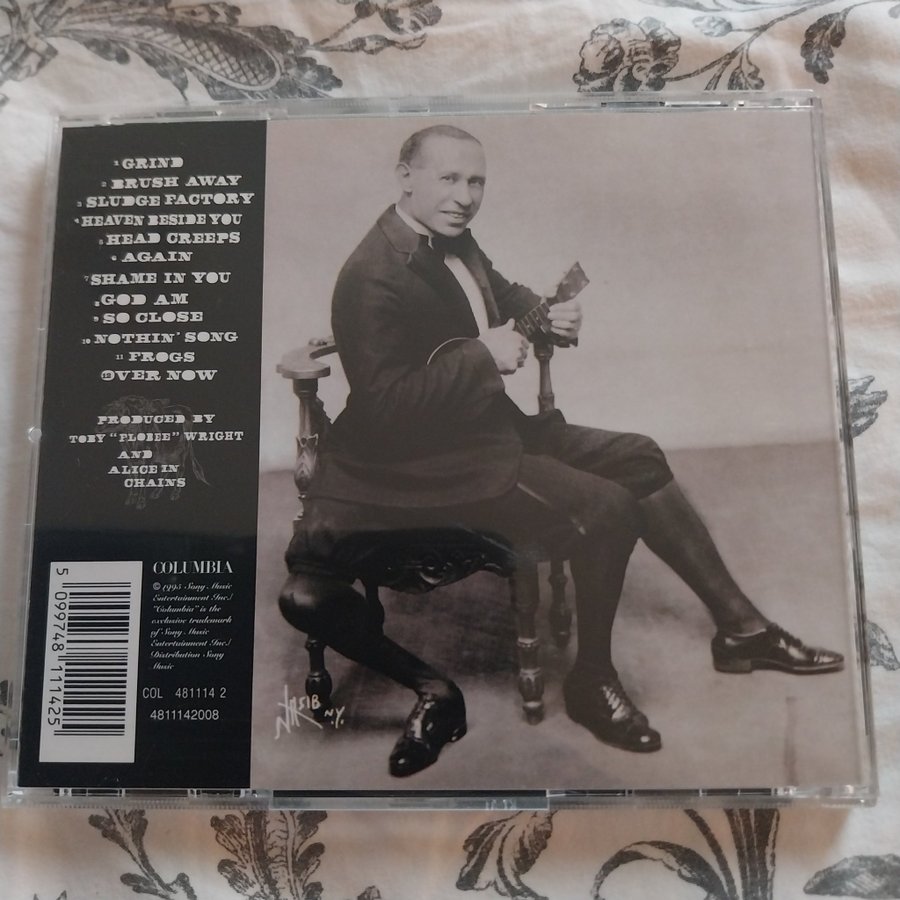 1 GRIND
2 BRUSH AWAY
3 SLUDGE FACTORY
4 HEAVEN BESIDE YOU
5 HEAD CREEPS
6 AGAIN
7 SHAME IN YOU
8 GOD AM
9 SO CLOSE
10 NOTHIN' SONG
11 FROGS
12 OVER NOW
PRODUCED BY
TOBY "PLOBEE" WRIGHT
AND
ALICE IN
CHAINS
COLUMBIA
© 1995 Sony Music
Entertainment Inc./
"Columbia" is the
exclusive trademark
of Sony Music
Entertainment Inc./
Distribution Sony
Music
COL 481114 2
4811142008
5 099748 111425
N.Y.